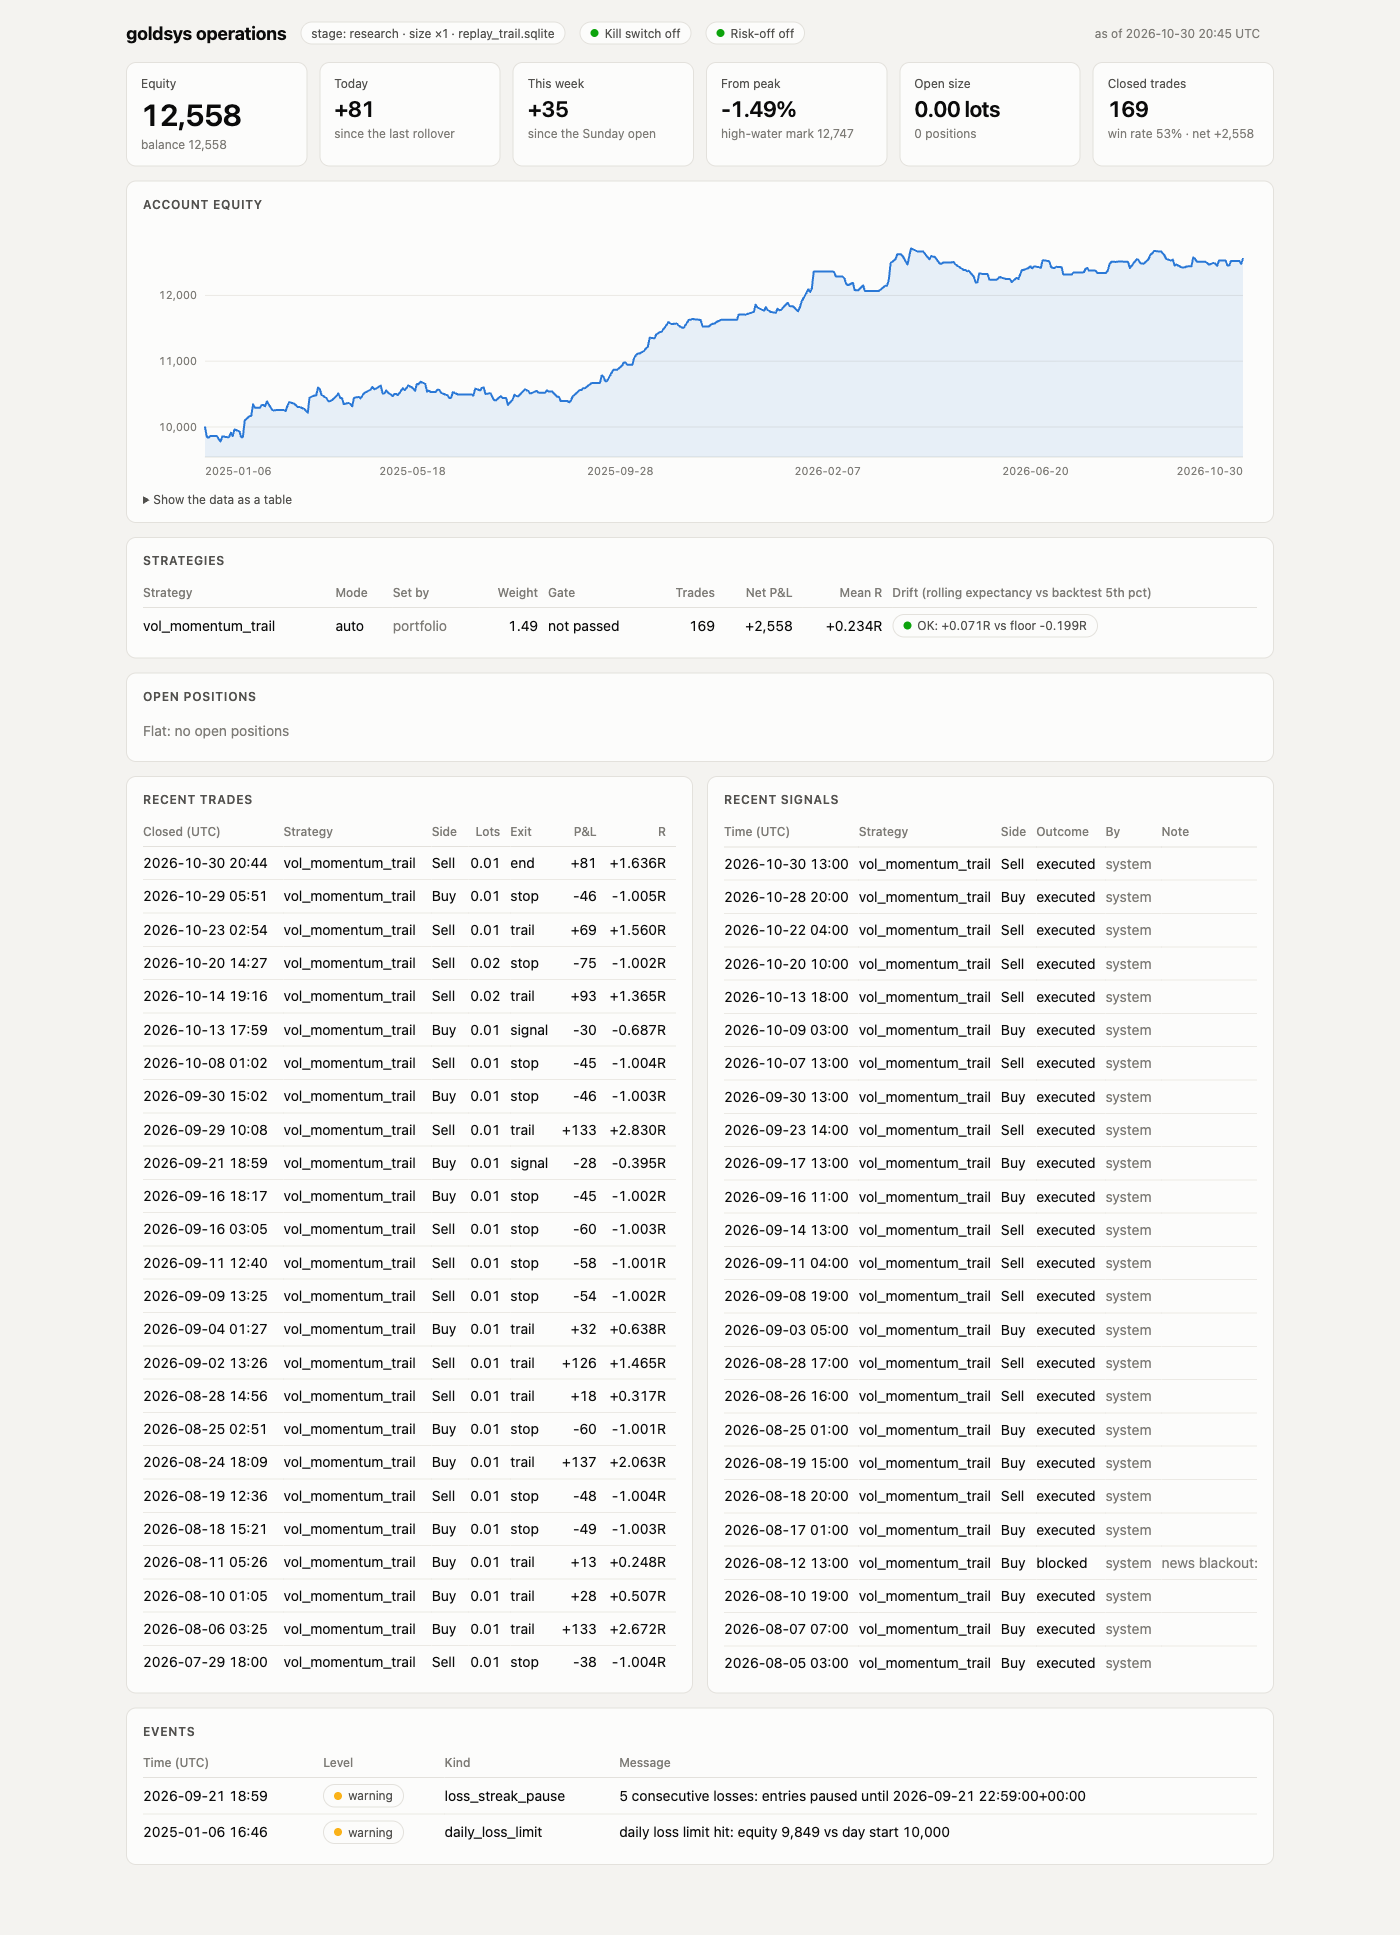 goldsys operations
stage: research · size ×1 · replay_trail.sqlite
Kill switch off
Risk-off off
as of 2026-10-30 20:45 UTC
Equity
12,558
balance 12,558
Today
+81
since the last rollover
This week
+35
since the Sunday open
From peak
-1.49%
high-water mark 12,747
Open size
0.00 lots
0 positions
Closed trades
169
win rate 53% · net +2,558
ACCOUNT EQUITY
12,000
11,000
10,000
2025-01-06 2025-05-18 2025-09-28 2026-02-07 2026-06-20 2026-10-30
▶ Show the data as a table
STRATEGIES
Strategy Mode Set by Weight Gate Trades Net P&L Mean R Drift (rolling expectancy vs backtest 5th pct)
vol_momentum_trail auto portfolio 1.49 not passed 169 +2,558 +0.234R OK: +0.071R vs floor -0.199R
OPEN POSITIONS
Flat: no open positions
RECENT TRADES
Closed (UTC) Strategy Side Lots Exit P&L R
2026-10-30 20:44 vol_momentum_trail Sell 0.01 end +81 +1.636R
2026-10-29 05:51 vol_momentum_trail Buy 0.01 stop -46 -1.005R
2026-10-23 02:54 vol_momentum_trail Sell 0.01 trail +69 +1.560R
2026-10-20 14:27 vol_momentum_trail Sell 0.02 stop -75 -1.002R
2026-10-14 19:16 vol_momentum_trail Sell 0.02 trail +93 +1.365R
2026-10-13 17:59 vol_momentum_trail Buy 0.01 signal -30 -0.687R
2026-10-08 01:02 vol_momentum_trail Sell 0.01 stop -45 -1.004R
2026-09-30 15:02 vol_momentum_trail Buy 0.01 stop -46 -1.003R
2026-09-29 10:08 vol_momentum_trail Sell 0.01 trail +133 +2.830R
2026-09-21 18:59 vol_momentum_trail Buy 0.01 signal -28 -0.395R
2026-09-16 18:17 vol_momentum_trail Buy 0.01 stop -45 -1.002R
2026-09-16 03:05 vol_momentum_trail Sell 0.01 stop -60 -1.003R
2026-09-11 12:40 vol_momentum_trail Sell 0.01 stop -58 -1.001R
2026-09-09 13:25 vol_momentum_trail Sell 0.01 stop -54 -1.002R
2026-09-04 01:27 vol_momentum_trail Buy 0.01 trail +32 +0.638R
2026-09-02 13:26 vol_momentum_trail Sell 0.01 trail +126 +1.465R
2026-08-28 14:56 vol_momentum_trail Sell 0.01 trail +18 +0.317R
2026-08-25 02:51 vol_momentum_trail Buy 0.01 stop -60 -1.001R
2026-08-24 18:09 vol_momentum_trail Buy 0.01 trail +137 +2.063R
2026-08-19 12:36 vol_momentum_trail Sell 0.01 stop -48 -1.004R
2026-08-18 15:21 vol_momentum_trail Buy 0.01 stop -49 -1.003R
2026-08-11 05:26 vol_momentum_trail Buy 0.01 trail +13 +0.248R
2026-08-10 01:05 vol_momentum_trail Buy 0.01 trail +28 +0.507R
2026-08-06 03:25 vol_momentum_trail Buy 0.01 trail +133 +2.672R
2026-07-29 18:00 vol_momentum_trail Sell 0.01 stop -38 -1.004R
RECENT SIGNALS
Time (UTC) Strategy Side Outcome By Note
2026-10-30 13:00 vol_momentum_trail Sell executed system
2026-10-28 20:00 vol_momentum_trail Buy executed system
2026-10-22 04:00 vol_momentum_trail Sell executed system
2026-10-20 10:00 vol_momentum_trail Sell executed system
2026-10-13 18:00 vol_momentum_trail Sell executed system
2026-10-09 03:00 vol_momentum_trail Buy executed system
2026-10-07 13:00 vol_momentum_trail Sell executed system
2026-09-30 13:00 vol_momentum_trail Buy executed system
2026-09-23 14:00 vol_momentum_trail Sell executed system
2026-09-17 13:00 vol_momentum_trail Buy executed system
2026-09-16 11:00 vol_momentum_trail Buy executed system
2026-09-14 13:00 vol_momentum_trail Sell executed system
2026-09-11 04:00 vol_momentum_trail Sell executed system
2026-09-08 19:00 vol_momentum_trail Sell executed system
2026-09-03 05:00 vol_momentum_trail Buy executed system
2026-08-28 17:00 vol_momentum_trail Sell executed system
2026-08-26 16:00 vol_momentum_trail Sell executed system
2026-08-25 01:00 vol_momentum_trail Buy executed system
2026-08-19 15:00 vol_momentum_trail Buy executed system
2026-08-18 20:00 vol_momentum_trail Sell executed system
2026-08-17 01:00 vol_momentum_trail Buy executed system
2026-08-12 13:00 vol_momentum_trail Buy blocked system news blackout:
2026-08-10 19:00 vol_momentum_trail Buy executed system
2026-08-07 07:00 vol_momentum_trail Buy executed system
2026-08-05 03:00 vol_momentum_trail Buy executed system
EVENTS
Time (UTC) Level Kind Message
2026-09-21 18:59 warning loss_streak_pause 5 consecutive losses: entries paused until 2026-09-21 22:59:00+00:00
2025-01-06 16:46 warning daily_loss_limit daily loss limit hit: equity 9,849 vs day start 10,000